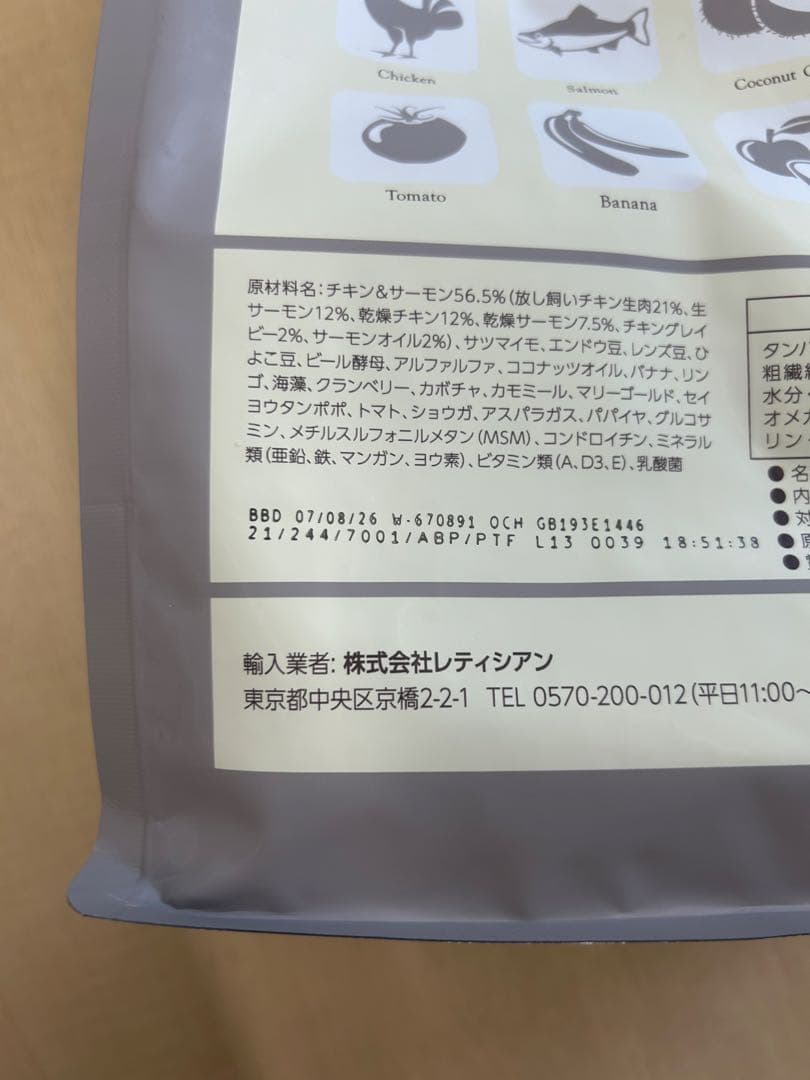 Chicken
Salmon
Coconut
Tomato
Banana
原材料名:チキン&サーモン56.5%(放し飼いチキン生肉21%、生
サーモン12%、乾燥チキン12%、乾燥サーモン7.5%、チキングレイ
ビー2%、サーモンオイル2%)、サツマイモ、エンドウ豆、レンズ豆、ひ
よこ豆、ビール酵母、アルファルファ、ココナッツオイル、バナナ、リン
ゴ、海藻、クランベリー、カボチャ、カモミール、マリーゴールド、セイ
ヨウタンポポ、トマト、ショウガ、アスパラガス、パパイヤ、グルコサ
ミン、メチルスルフォニルメタン(MSM)、コンドロイチン、ミネラル
類(亜鉛、鉄、マンガン、ヨウ素)、ビタミン類(A、D3、E)、乳酸菌
タンパ
粗繊維
水分・
オメガ
リン・
●名
●内
●対
●原
BBD 07/08/26 W-670891 OCH GB193E1446
21/244/7001/ABP/PTF L13 0039 18:51:38
輸入業者: 株式会社レティシアン
東京都中央区京橋2-2-1 TEL 0570-200-012(平日11:00~